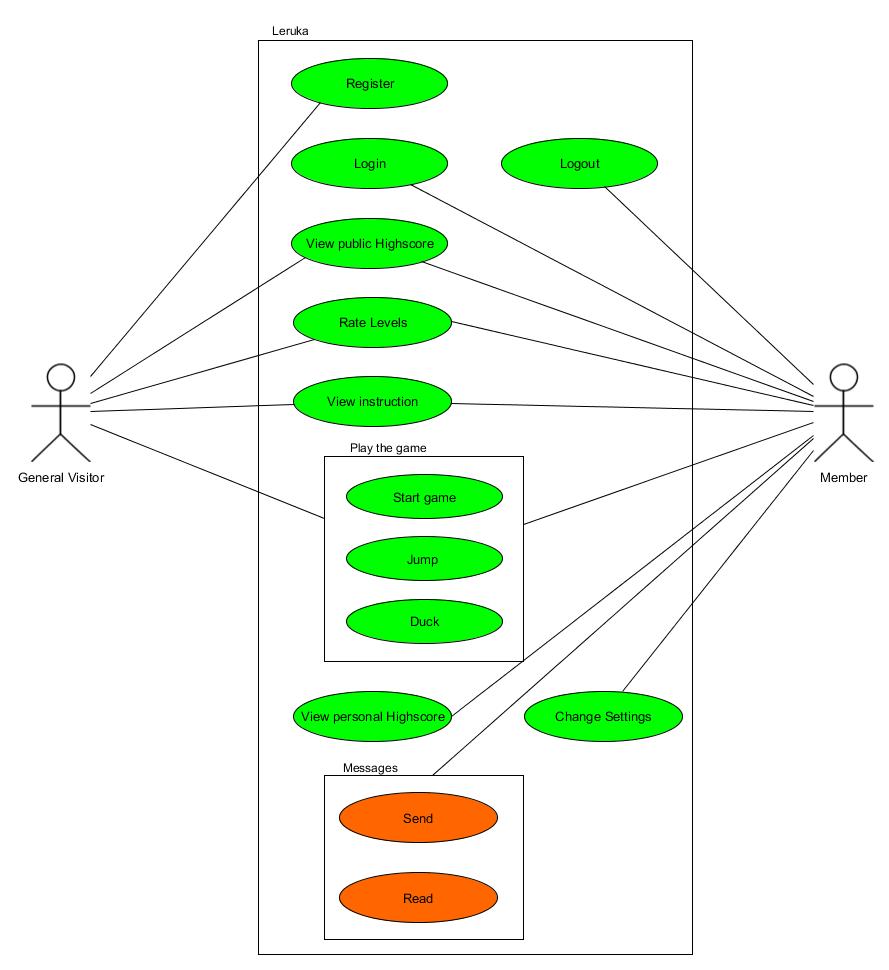 Leruka
Register
Login
Logout
View public Highscore
Rate Levels
View instruction
General Visitor
Member
Play the game
Start game
Jump
Duck
View personal Highscore
Change Settings
Messages
Send
Read